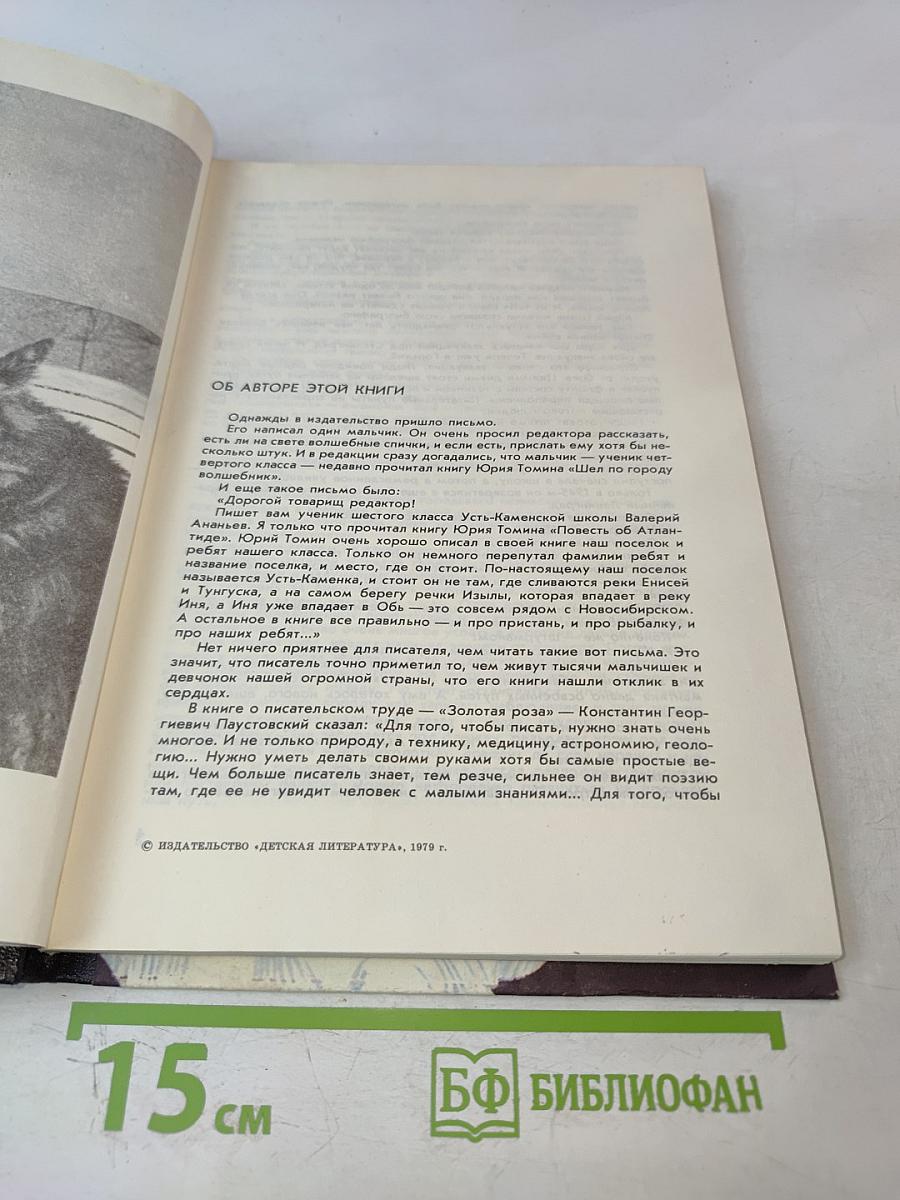 ОБ АВТОРЕ ЭТОЙ КНИГИ
Однажды в издательство пришло письмо.
Его написал один мальчик. Он очень просил редактора рассказать,
есть ли на свете волшебные спички, и если есть, прислать ему хотя бы не-
сколько штук. И в редакции сразу догадались, что мальчик — ученик чет-
вертого класса — недавно прочитал книгу Юрия Томина «Шел по городу
волшебник».
И еще такое письмо было:
«Дорогой товарищ редактор!
Пишет вам ученик шестого класса Усть-Каменской школы Валерий
Ананьев. Я только что прочитал книгу Юрия Томина «Повесть об Атлан-
тиде». Юрий Томин очень хорошо описал в своей книге наш поселок и
ребят нашего класса. Только он немного перепутал фамилии ребят и
название поселка, и место, где он стоит. По-настоящему наш поселок
называется Усть-Каменка, и стоит он не там, где сливаются реки Енисей
и Тунгуска, а на самом берегу речки Изылы, которая впадает в реку
Иня, а Иня уже впадает в Обь — это совсем рядом с Новосибирском.
А остальное в книге все правильно — и про пристань, и про рыбалку, и
про наших ребят...»
Нет ничего приятнее для писателя, чем читать такие вот письма. Это
значит, что писатель точно приметил то, чем живут тысячи мальчишек и
девчонок нашей огромной страны, что его книги нашли отклик в их
сердцах.
В книге о писательском труде — «Золотая роза» — Константин Геор-
гиевич Паустовский сказал: «Для того, чтобы писать, нужно знать очень
многое. И не только природу, а технику, медицину, астрономию, геоло-
гию... Нужно уметь делать своими руками хотя бы самые простые ве-
щи. Чем больше писатель знает, тем резче, сильнее он видит поэзию
там, где ее не увидит человек с малыми знаниями... Для того, чтобы
© ИЗДАТЕЛЬСТВО «ДЕТСКАЯ ЛИТЕРАТУРА», 1979 г.
15 см
БФ БИБЛИОФАН